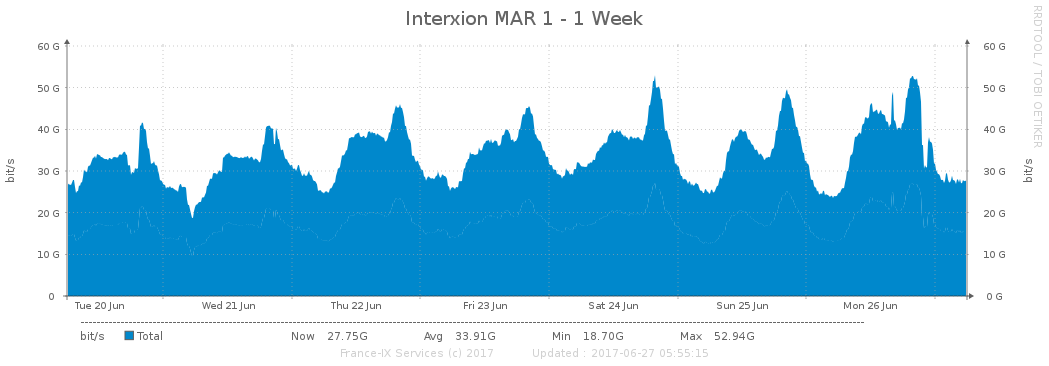 Interxion MAR 1 - 1 Week
RRDTOOL / TOBI OETIKER
60 G 60 G
50 G 50 G
40 G 40 G
30 G 30 G
20 G 20 G
10 G 10 G
0 0 G
bit/s bit/s
Tue 20 Jun Wed 21 Jun Thu 22 Jun Fri 23 Jun Sat 24 Jun Sun 25 Jun Mon 26 Jun
bit/s Total Now 27.75G Avg 33.91G Min 18.70G Max 52.94G
France-IX Services (c) 2017 Updated : 2017-06-27 05:55:15